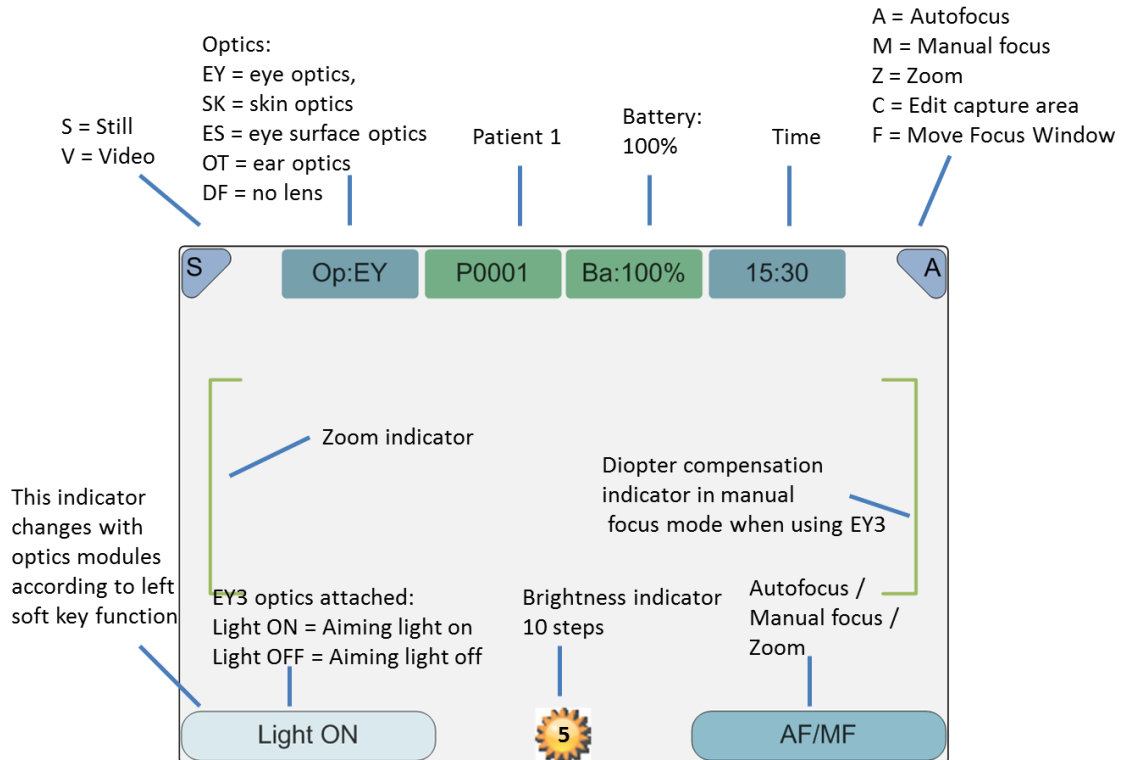 A = Autofocus
M = Manual focus
Z = Zoom
C = Edit capture area
F = Move Focus Window
Optics:
EY = eye optics,
SK = skin optics
ES = eye surface optics
OT = ear optics
DF = no lens
S = Still
V = Video
Patient 1
Battery:
100%
Time
S
Op:EY
P0001
Ba:100%
15:30
A
Zoom indicator
Diopter compensation
indicator in manual
focus mode when using EY3
This indicator
changes with
optics modules
according to left
soft key function
EY3 optics attached:
Light ON = Aiming light on
Light OFF = Aiming light off
Brightness indicator
10 steps
Autofocus /
Manual focus /
Zoom
Light ON
5
AF/MF